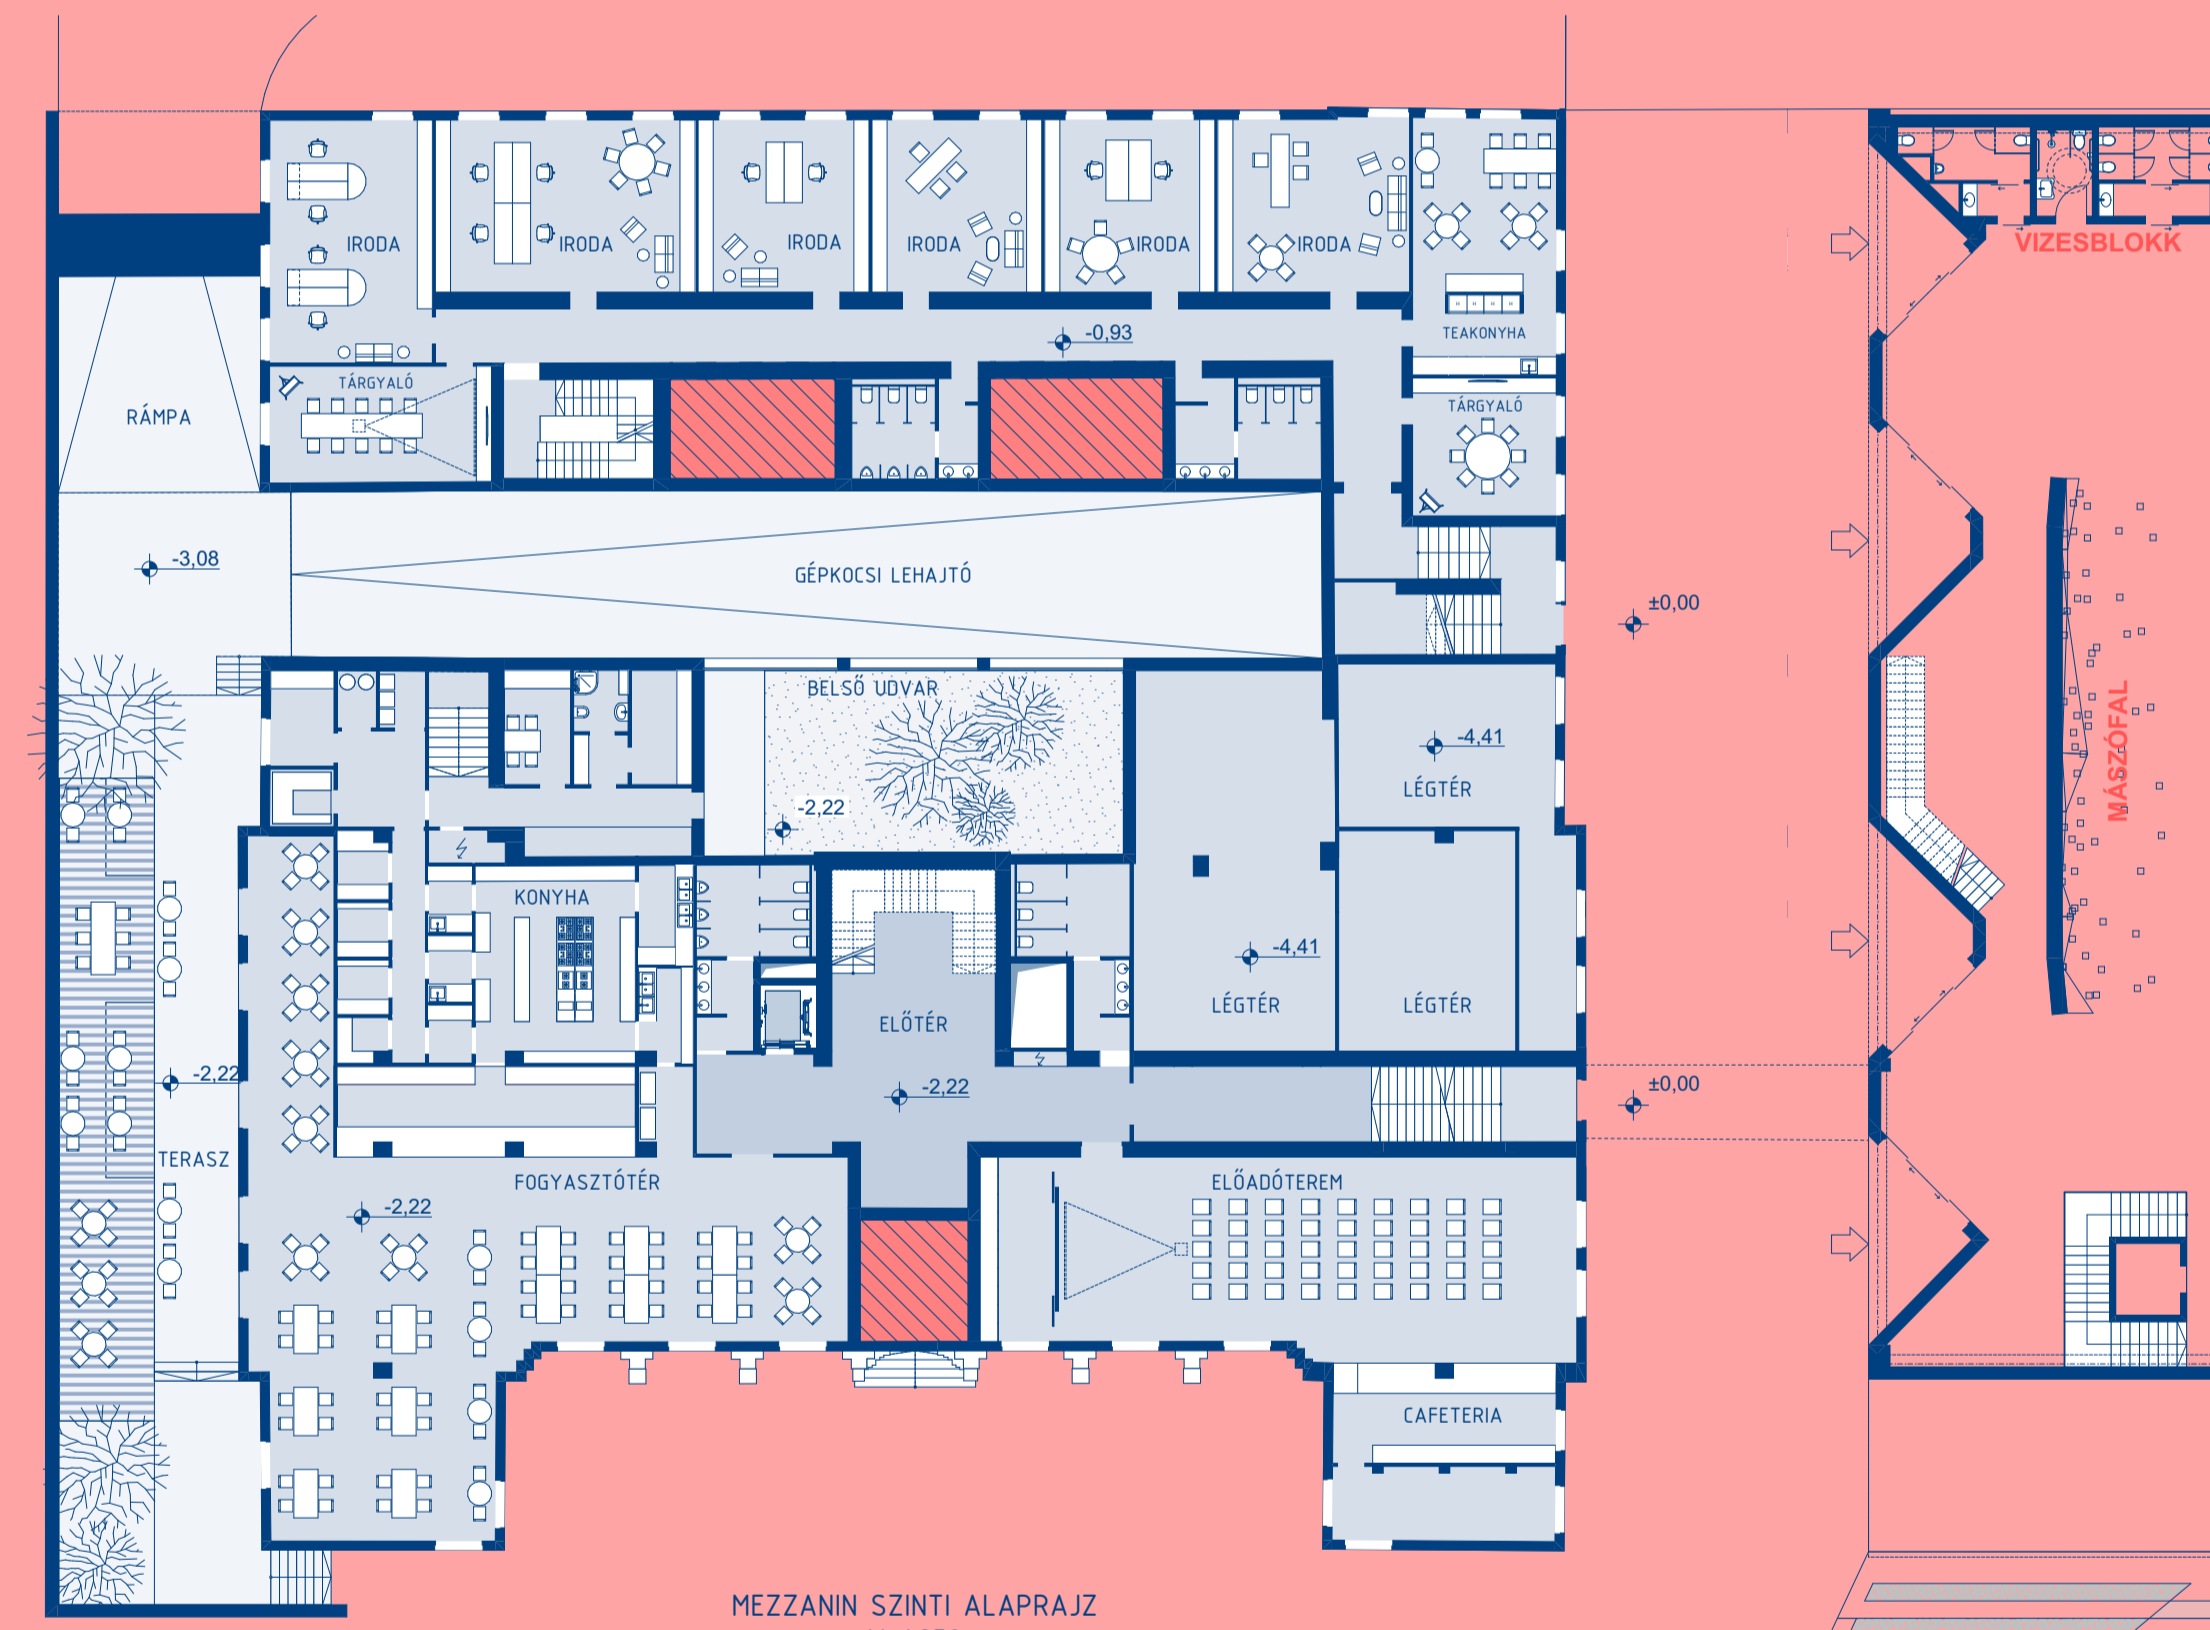 VIZESBLOKK
IRODA
IRODA
IRODA
IRODA
IRODA
IRODA
-0,93
TEAKONYHA
TÁRGYALÓ
TÁRGYALÓ
RÁMPA
-3,08
GÉPKOCSI LEHAJTÓ
±0,00
BELSŐ UDVAR
-4,41
LÉGTÉR
MÁSZÓFAL
-2,22
KONYHA
-4,41
LÉGTÉR
LÉGTÉR
ELŐTÉR
-2,22
-2,22
±0,00
TERASZ
FOGYASZTÓTÉR
ELŐADÓTEREM
-2,22
CAFETERIA
MEZZANIN SZINTI ALAPRAJZ